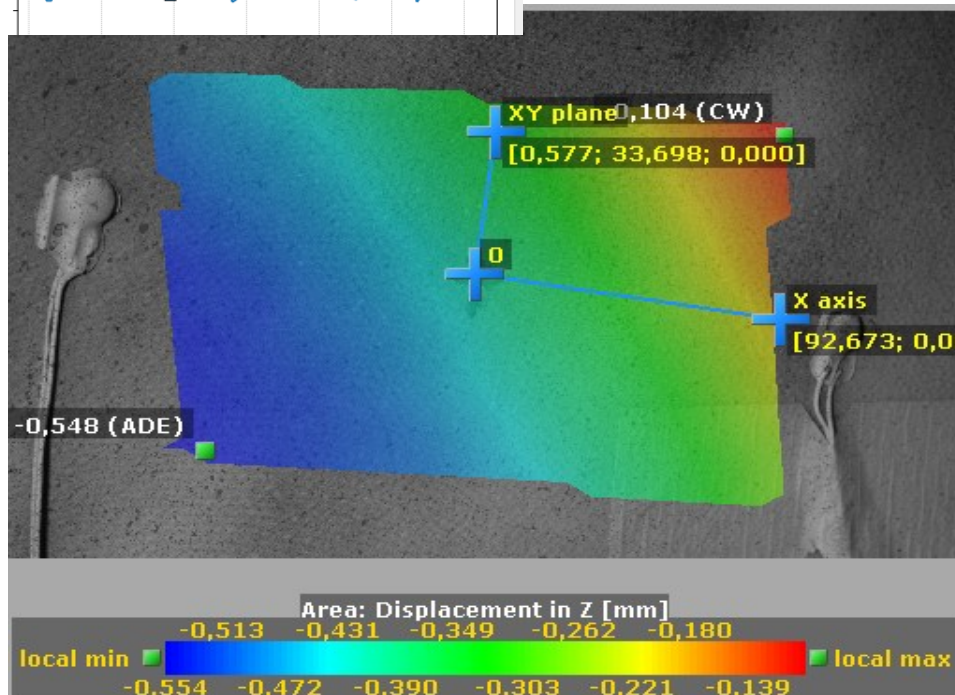 XY plane
,104 (CW)
[0,577; 33,698; 0,000]
0
X axis
[92,673; 0,0
-0,548 (ADE)
Area: Displacement in Z [mm]
-0,513 -0,431 -0,349 -0,262 -0,180
local min local max
-0,554 -0,472 -0,390 -0,303 -0,221 -0,139